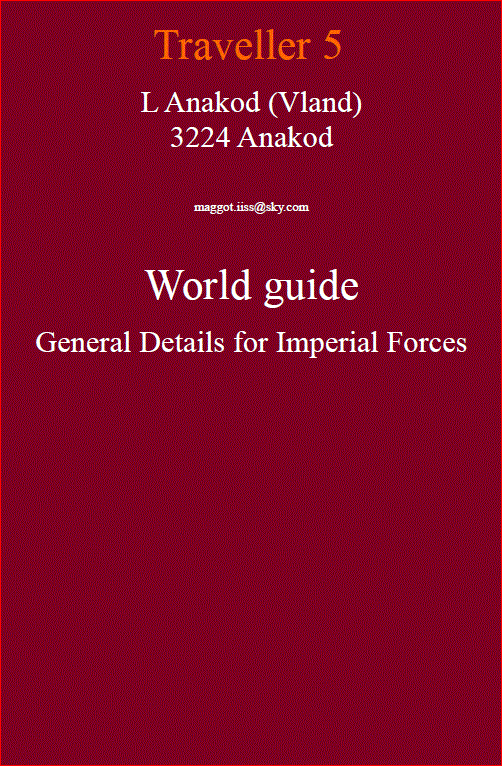 Traveller 5
L Anakod (Vland)
3224 Anakod
maggot.iiss@sky.com
World guide
General Details for Imperial Forces